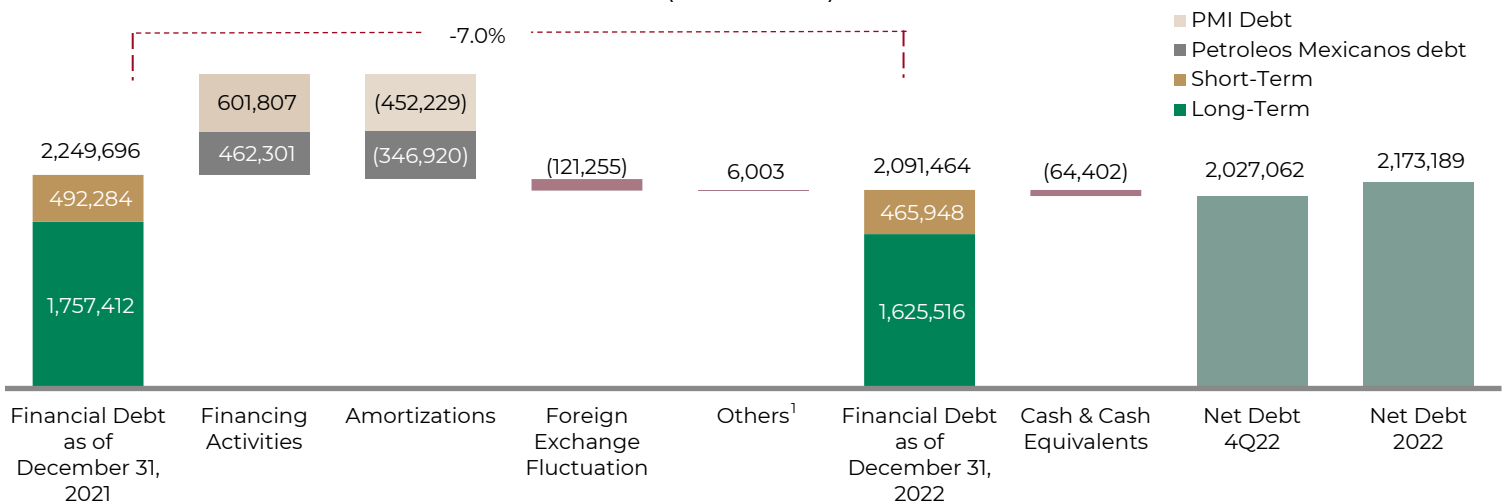 -7.0%
PMI Debt
Petroleos Mexicanos debt
Short-Term
Long-Term
2,249,696
492,284
1,757,412
601,807
462,301
(452,229)
(346,920)
(121,255)
6,003
2,091,464
465,948
1,625,516
(64,402)
2,027,062
2,173,189
Financial Debt
as of
December 31,
2021
Financing
Activities
Amortizations
Foreign
Exchange
Fluctuation
Others1
Financial Debt
as of
December 31,
2022
Cash & Cash
Equivalents
Net Debt
4Q22
Net Debt
2022